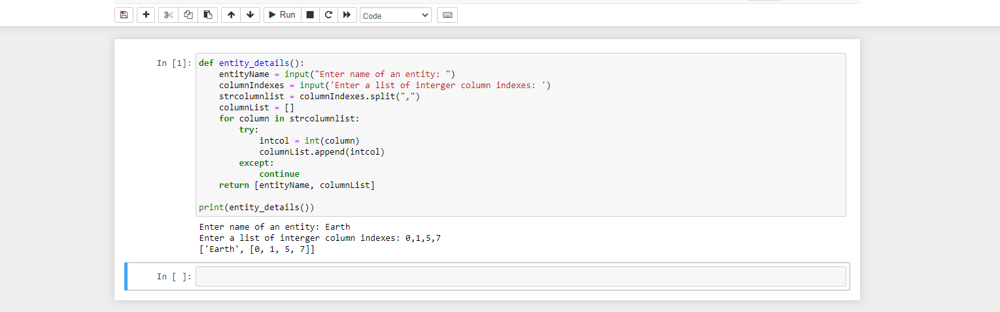 Run
Code
In [1]:
def entity_details():
    entityName = input("Enter name of an entity: ")
    columnIndexes = input('Enter a list of interger column indexes: ')
    strcolumnlist = columnIndexes.split(",")
    columnList = []
    for column in strcolumnlist:
        try:
            intcol = int(column)
            columnList.append(intcol)
        except:
            continue
    return [entityName, columnList]
print(entity_details())
Enter name of an entity: Earth
Enter a list of interger column indexes: 0,1,5,7
['Earth', [0, 1, 5, 7]]
In [ ]: